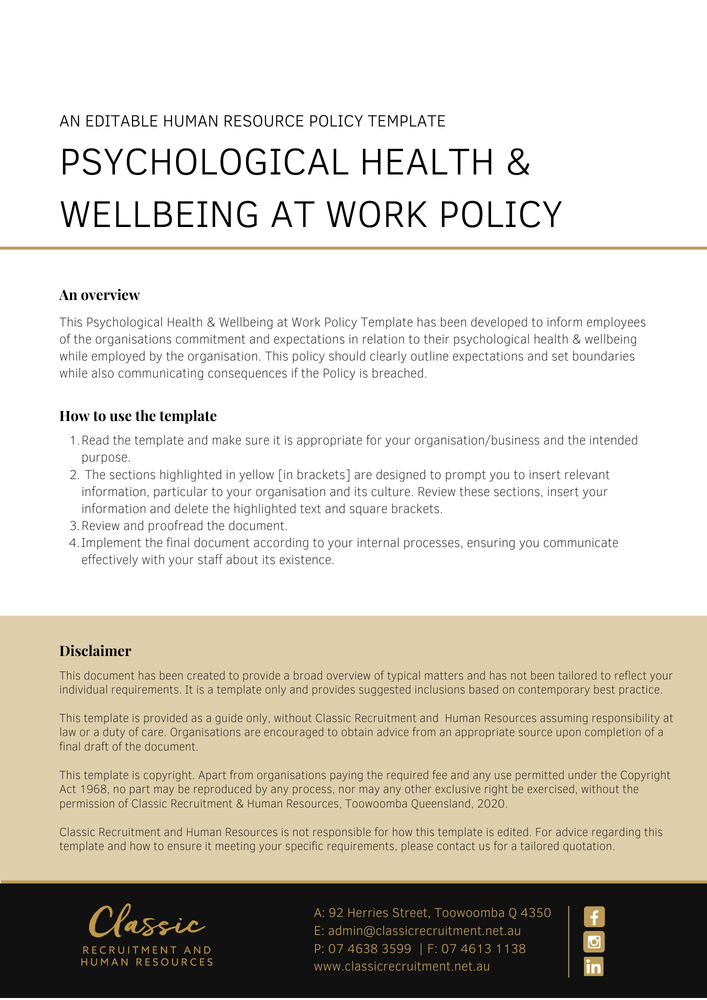 AN EDITABLE HUMAN RESOURCE POLICY TEMPLATE
PSYCHOLOGICAL HEALTH &
WELLBEING AT WORK POLICY
An overview
This Psychological Health & Wellbeing at Work Policy Template has been developed to inform employees
of the organisations commitment and expectations in relation to their psychological health & wellbeing
while employed by the organisation. This policy should clearly outline expectations and set boundaries
while also communicating consequences if the Policy is breached.
How to use the template
1. Read the template and make sure it is appropriate for your organisation/business and the intended
purpose.
2. The sections highlighted in yellow [in brackets] are designed to prompt you to insert relevant
information, particular to your organisation and its culture. Review these sections, insert your
information and delete the highlighted text and square brackets.
3. Review and proofread the document.
4. Implement the final document according to your internal processes, ensuring you communicate
effectively with your staff about its existence.
Disclaimer
This document has been created to provide a broad overview of typical matters and has not been tailored to reflect your
individual requirements. It is a template only and provides suggested inclusions based on contemporary best practice.
This template is provided as a guide only, without Classic Recruitment and Human Resources assuming responsibility at
law or a duty of care. Organisations are encouraged to obtain advice from an appropriate source upon completion of a
final draft of the document.
This template is copyright. Apart from organisations paying the required fee and any use permitted under the Copyright
Act 1968, no part may be reproduced by any process, nor may any other exclusive right be exercised, without the
permission of Classic Recruitment & Human Resources, Toowoomba Queensland, 2020.
Classic Recruitment and Human Resources is not responsible for how this template is edited. For advice regarding this
template and how to ensure it meeting your specific requirements, please contact us for a tailored quotation.
Classic
RECRUITMENT AND
HUMAN RESOURCES
A: 92 Herries Street, Toowoomba Q 4350
E: admin@classicrecruitment.net.au
P: 07 4638 3599 | F: 07 4613 1138
www.classicrecruitment.net.au